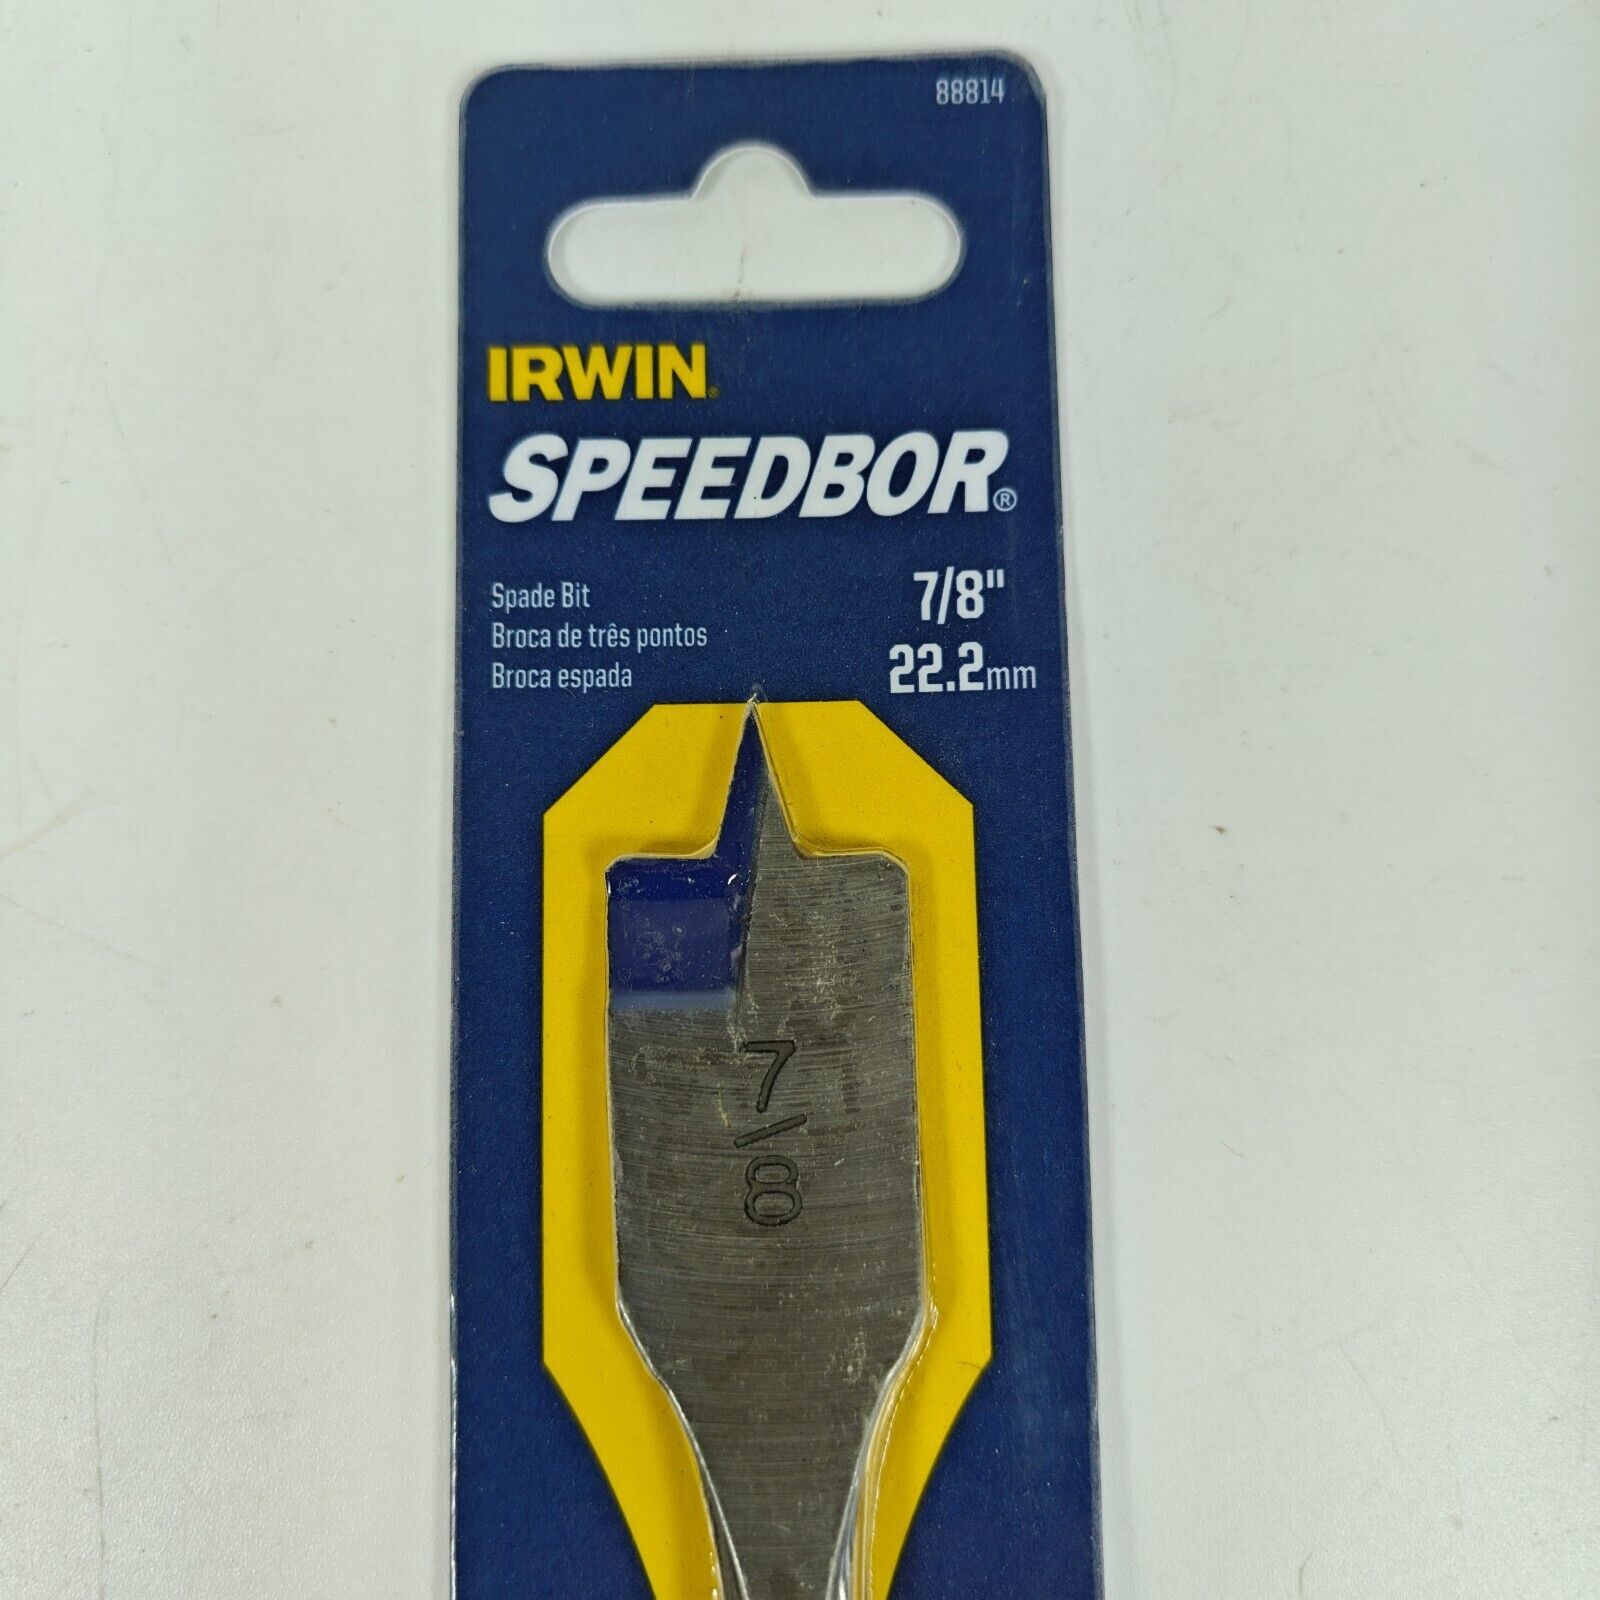 88814
IRWIN®
SPEEDBOR®
Spade Bit
Broca de três pontos
Broca espada
7/8"
22.2mm
7/8